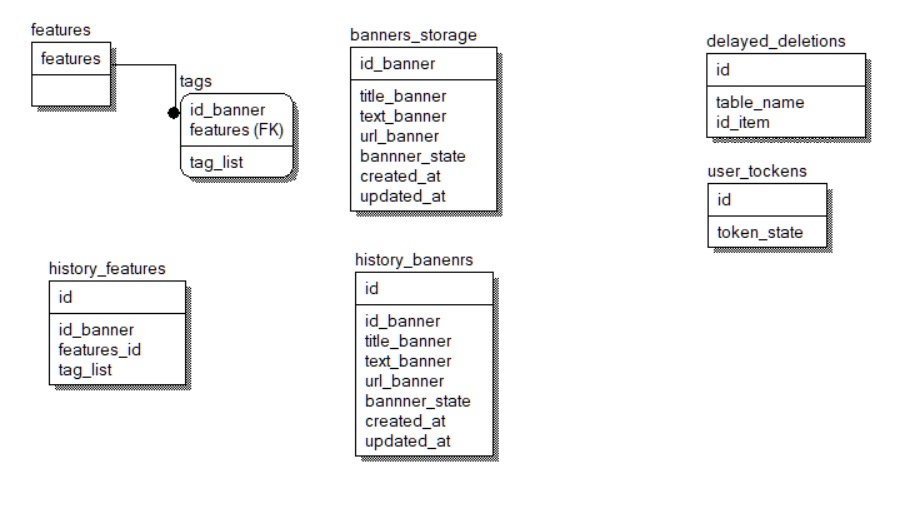 features
features
tags
id_banner
features (FK)
tag_list
banners_storage
id_banner
title_banner
text_banner
url_banner
bannner_state
created_at
updated_at
delayed_deletions
id
table_name
id_item
user_tockens
id
token_state
history_features
id
id_banner
features_id
tag_list
history_banenrs
id
id_banner
title_banner
text_banner
url_banner
bannner_state
created_at
updated_at